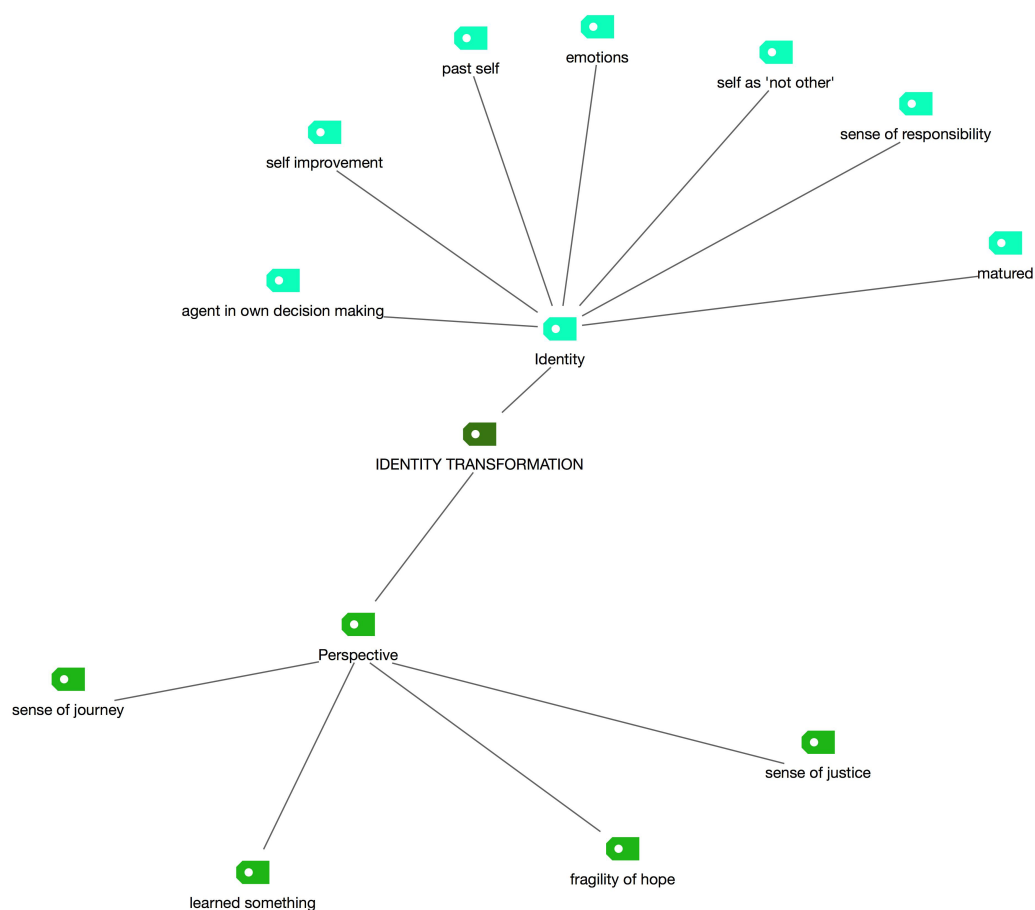 emotions
past self
self as 'not other'
sense of responsibility
self improvement
matured
agent in own decision making
Identity
IDENTITY TRANSFORMATION
Perspective
sense of journey
sense of justice
fragility of hope
learned something